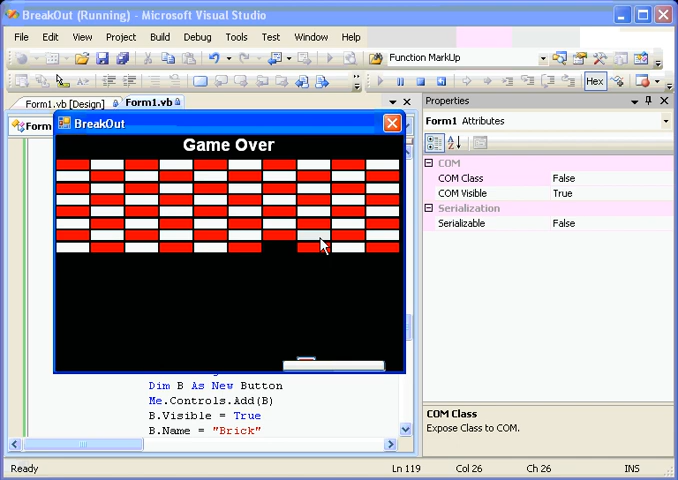 BreakOut (Running) - Microsoft Visual Studio
File Edit View Project Build Debug Tools Window Help
Function MarkUp
Hex
Form1.vb [Design] Form1.vb
Properties
Form
BreakOut
Form1 Attributes
Game Over
COM
COM Class False
COM Visible True
Serialization
Serializable False
Dim B As New Button
Me.Controls.Add(B)
B.Visible = True
B.Name = "Brick"
COM Class
Expose Class to COM.
Ready Ln 119 Col 26 Ch 26 INS